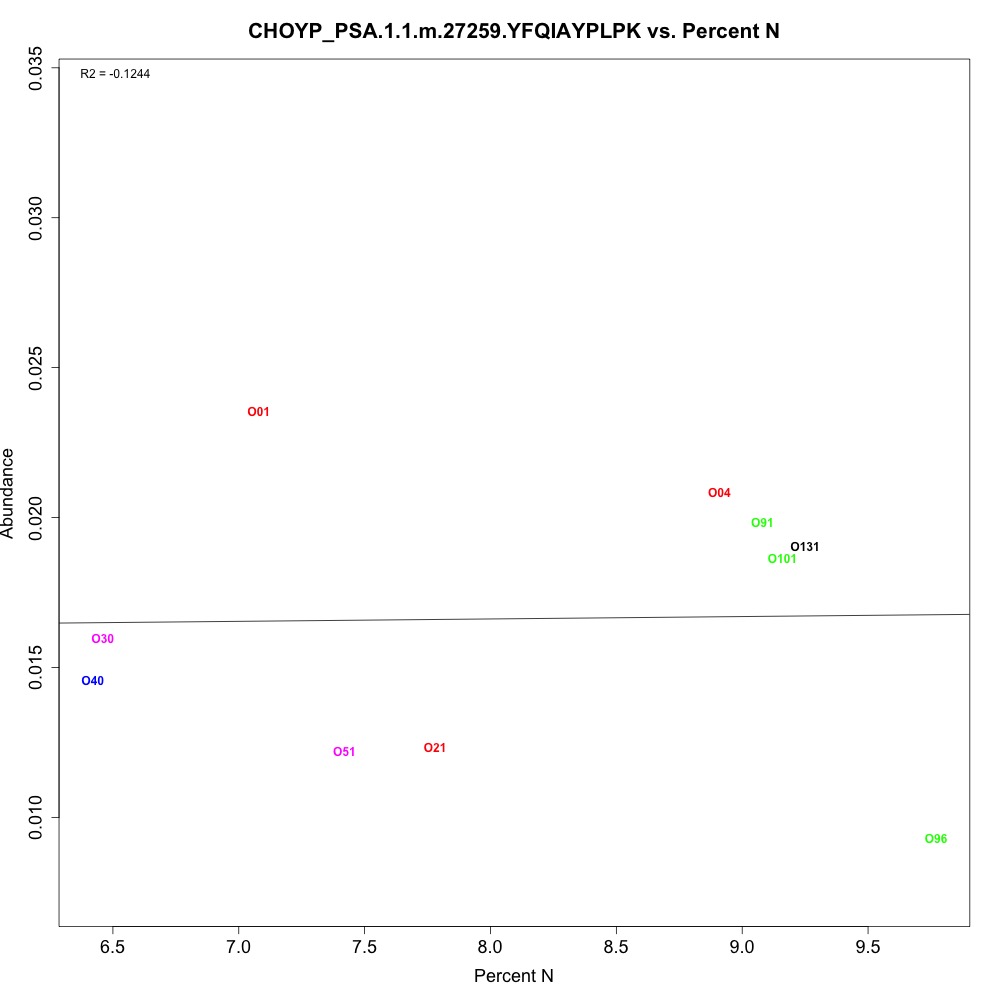 CHOYP_PSA.1.1.m.27259.YFQIAYPLPK vs. Percent N
R2 = -0.1244
0.035
0.030
0.025
0.020
0.015
0.010
Abundance
O01
O04
O91
O131
O101
O30
O40
O51
O21
O96
6.5 7.0 7.5 8.0 8.5 9.0 9.5
Percent N